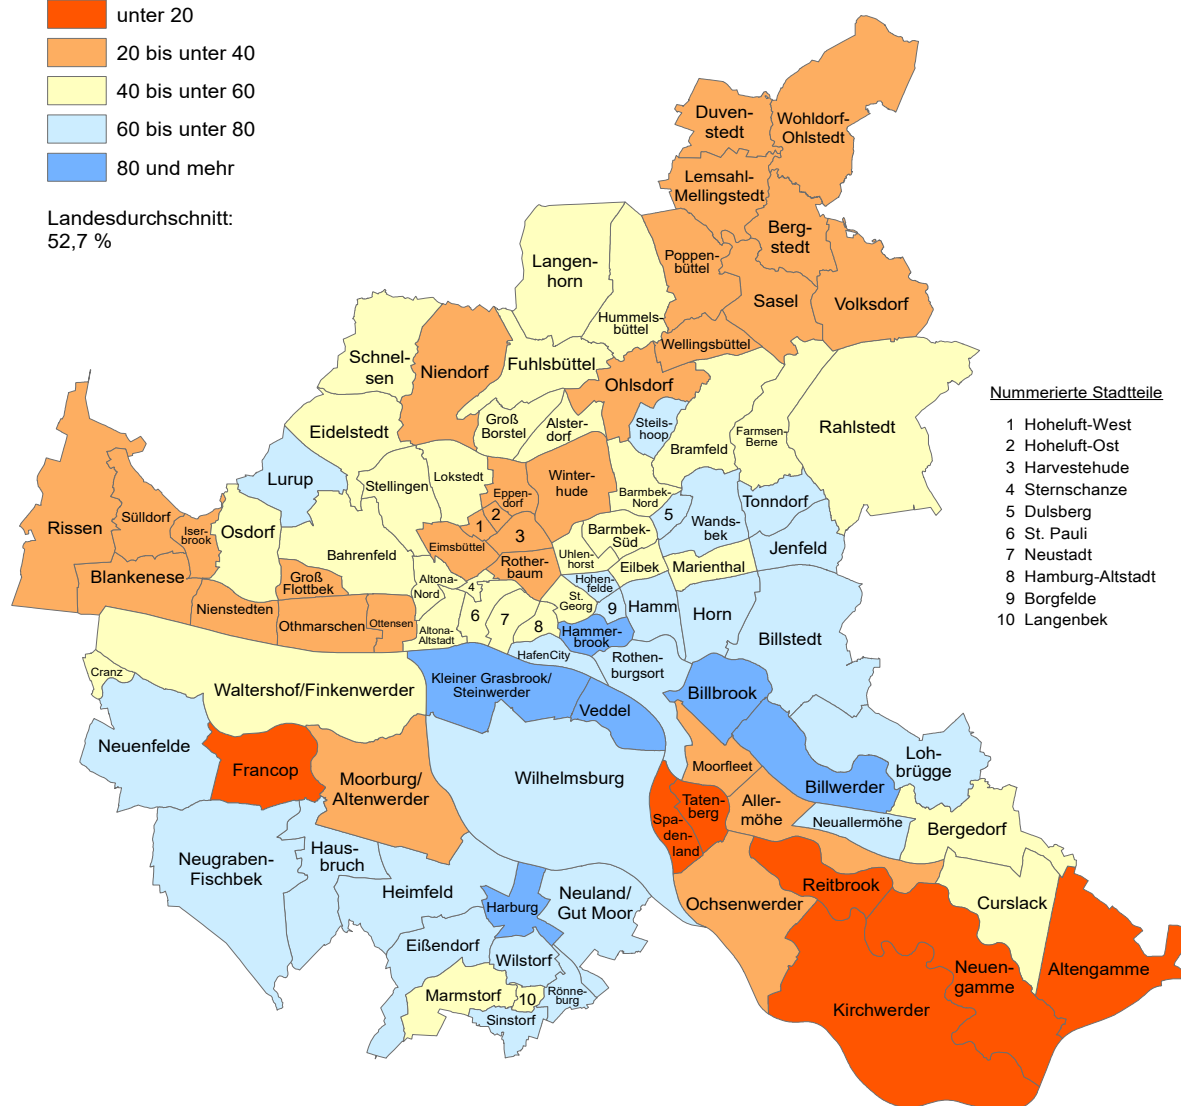 unter 20
20 bis unter 40
40 bis unter 60
60 bis unter 80
80 und mehr
Landesdurchschnitt:
52,7 %
Duven-
stedt
Wohldorf-
Ohlstedt
Lemsahl-
Mellingstedt
Berg-
stedt
Poppen-
büttel
Langen-
horn
Sasel
Volksdorf
Hummels-
büttel
Wellingsbüttel
Schnel-
sen
Niendorf
Fuhlsbüttel
Ohlsdorf
Groß
Borstel
Alster-
dorf
Steils-
hoop
Bramfeld
Farmsen-
Berne
Rahlstedt
Eidelstedt
Lurup
Stellingen
Lokstedt
Eppen-
dorf
Winter-
hude
Barmbek-
Nord
5
Wands-
bek
Tonndorf
Jenfeld
Rissen
Sülldorf
Iser-
brook
Osdorf
Bahrenfeld
Eimsbüttel
1
2
3
Rother-
baum
Barmbek-
Süd
Uhlen-
horst
Eilbek
Marienthal
Blankenese
Groß
Flottbek
Nienstedten
Othmarschen
Ottensen
Altona-
Nord
4
Altona-
Altstadt
6
7
8
St.
Georg
Hohen-
felde
9
Hamm
Horn
Billstedt
Hammer-
brook
HafenCity
Rothen-
burgsort
Cranz
Waltershof/Finkenwerder
Kleiner Grasbrook/
Steinwerder
Veddel
Billbrook
Neuenfelde
Francop
Moorburg/
Altenwerder
Wilhelmsburg
Moorfleet
Billwerder
Loh-
brügge
Spa-
den-
land
Taten-
berg
Aller-
möhe
Neuallermöhe
Bergedorf
Neugraben-
Fischbek
Haus-
bruch
Heimfeld
Harburg
Neuland/
Gut Moor
Ochsenwerder
Reitbrook
Curslack
Eißendorf
Wilstorf
Marmstorf
10
Rönne-
burg
Sinstorf
Neuen-
gamme
Altengamme
Kirchwerder
Nummerierte Stadtteile
1 Hoheluft-West
2 Hoheluft-Ost
3 Harvestehude
4 Sternschanze
5 Dulsberg
6 St. Pauli
7 Neustadt
8 Hamburg-Altstadt
9 Borgfelde
10 Langenbek